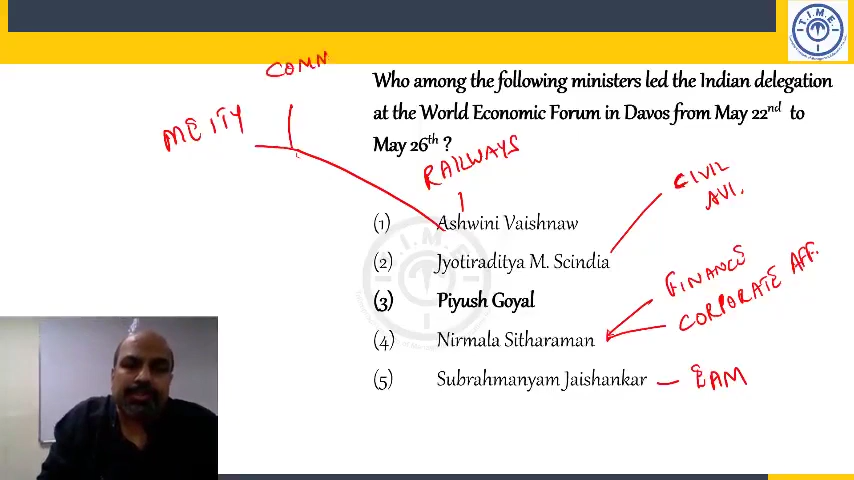 T.I.M.E.
COMN
MEITY
Who among the following ministers led the Indian delegation
at the World Economic Forum in Davos from May 22nd to
May 26th ?
RAILWAYS
CIVIL
AVI.
(1) Ashwini Vaishnaw
(2) Jyotiraditya M. Scindia
FINANCE
CORPORATE AFF.
(3) Piyush Goyal
(4) Nirmala Sitharaman
(5) Subrahmanyam Jaishankar — EAM